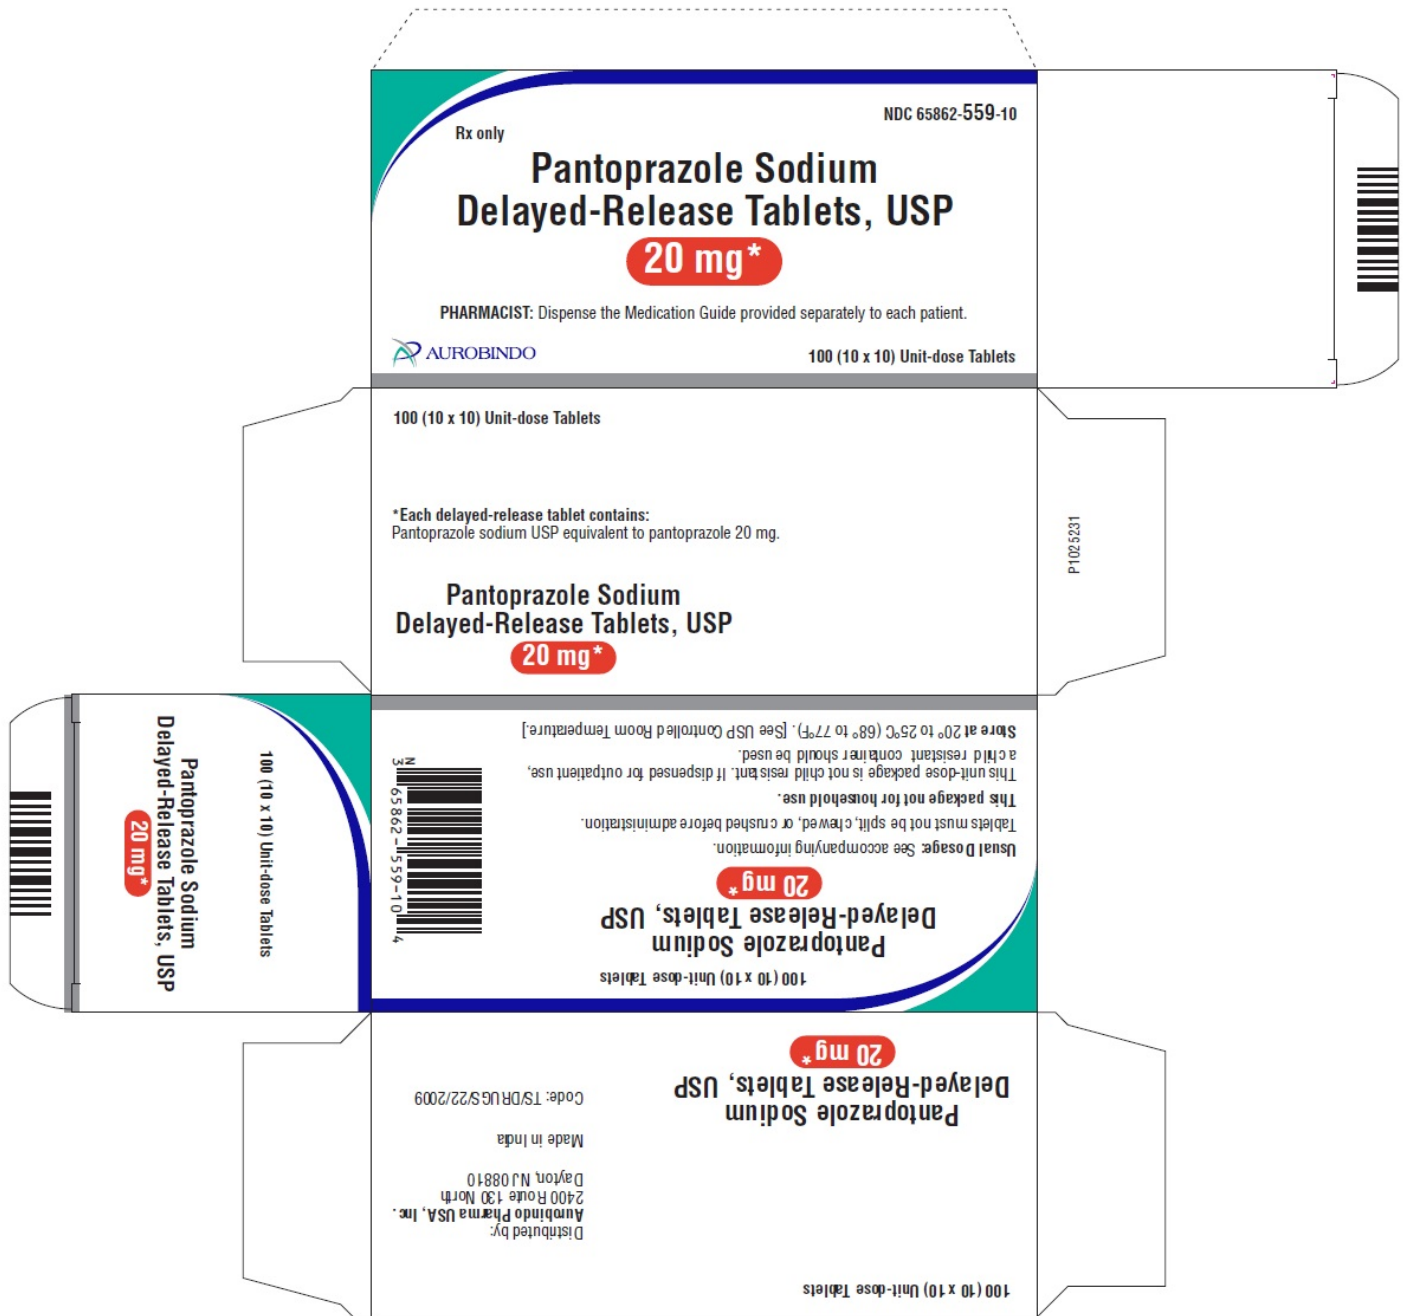 Rx only
NDC 65862-559-10
Pantoprazole Sodium
Delayed-Release Tablets, USP
20 mg*
PHARMACIST: Dispense the Medication Guide provided separately to each patient.
AUROBINDO
100 (10 x 10) Unit-dose Tablets
100 (10 x 10) Unit-dose Tablets
*Each delayed-release tablet contains:
Pantoprazole sodium USP equivalent to pantoprazole 20 mg.
Pantoprazole Sodium
Delayed-Release Tablets, USP
20 mg*
P1025231
100 (10 x 10) Unit-dose Tablets
Pantoprazole Sodium
Delayed-Release Tablets, USP
20 mg*
100 (10 x 10) Unit-dose Tablets
Pantoprazole Sodium
Delayed-Release Tablets, USP
20 mg*
Usual Dosage: See accompanying information.
Tablets must not be split, chewed, or crushed before administration.
This package not for household use.
This unit-dose package is not child resistant. If dispensed for outpatient use,
a child resistant container should be used.
Store at 20° to 25°C (68° to 77°F). [See USP Controlled Room Temperature.]
N
3 65862-559-10 4
100 (10 x 10) Unit-dose Tablets
Distributed by:
Aurobindo Pharma USA, Inc.
2400 Route 130 North
Dayton, NJ 08810
Made in India
Code: TS/DRUGS/22/2009
Pantoprazole Sodium
Delayed-Release Tablets, USP
20 mg*